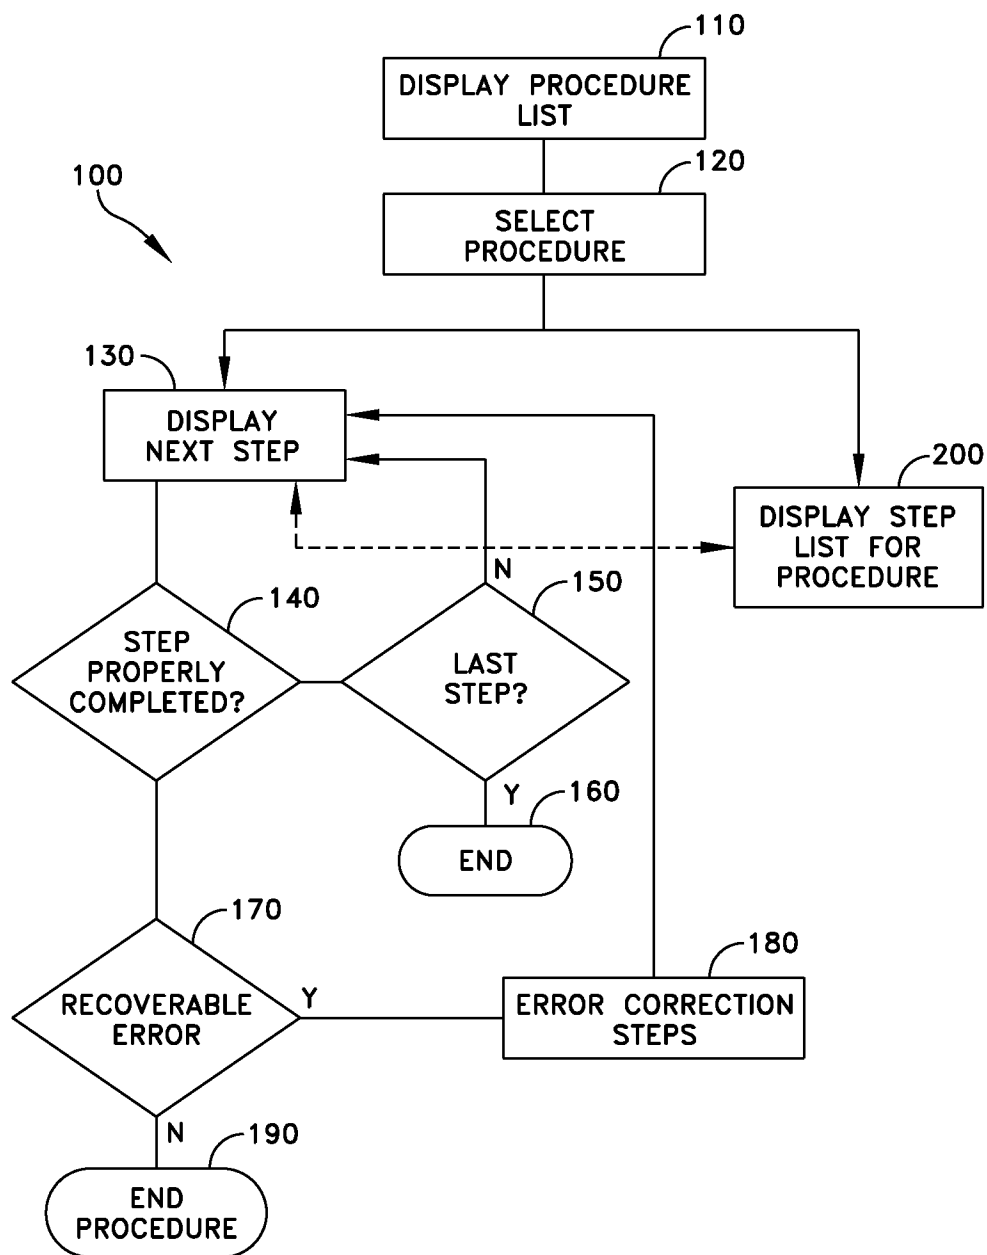 110
DISPLAY PROCEDURE
LIST
120
100
SELECT
PROCEDURE
130
DISPLAY
NEXT STEP
200
DISPLAY STEP
LIST FOR
PROCEDURE
N
150
140
STEP
PROPERLY
COMPLETED?
LAST
STEP?
Y
160
END
170
RECOVERABLE
ERROR
Y
180
ERROR CORRECTION
STEPS
N
190
END
PROCEDURE